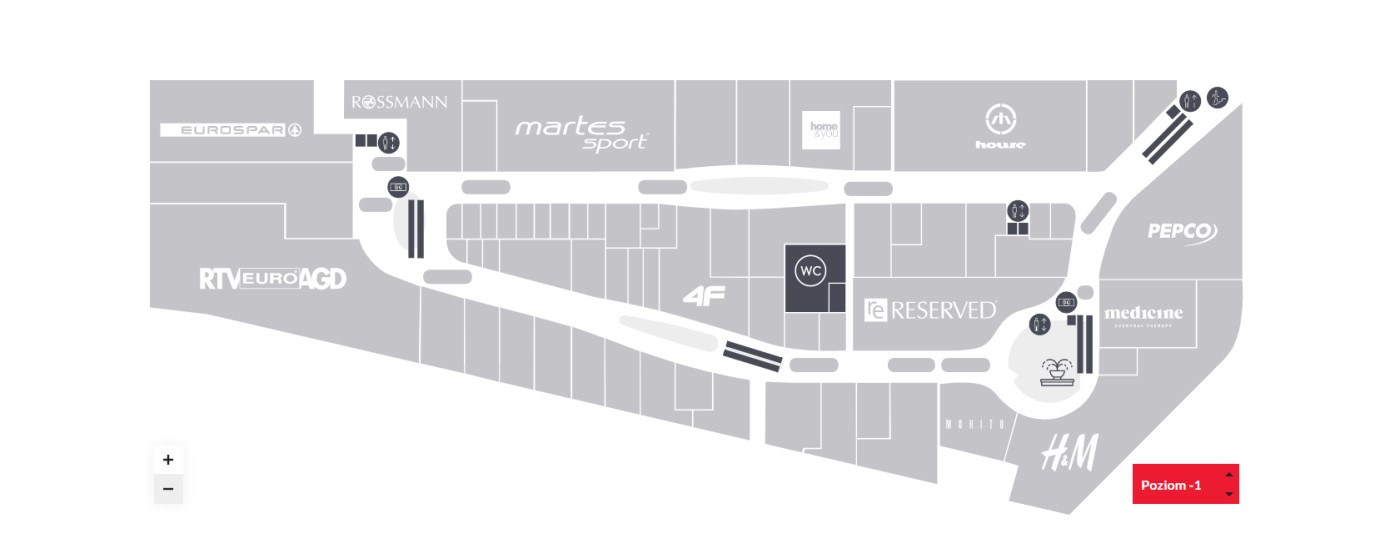 ROSSMANN
EUROSPAR
martes
sport
home
&you
house
WC
PEPCO
RTV EURO AGD
4F
re RESERVED
medicine
EVERYDAY THERAPY
MOHITO
H&M
+
−
Poziom -1